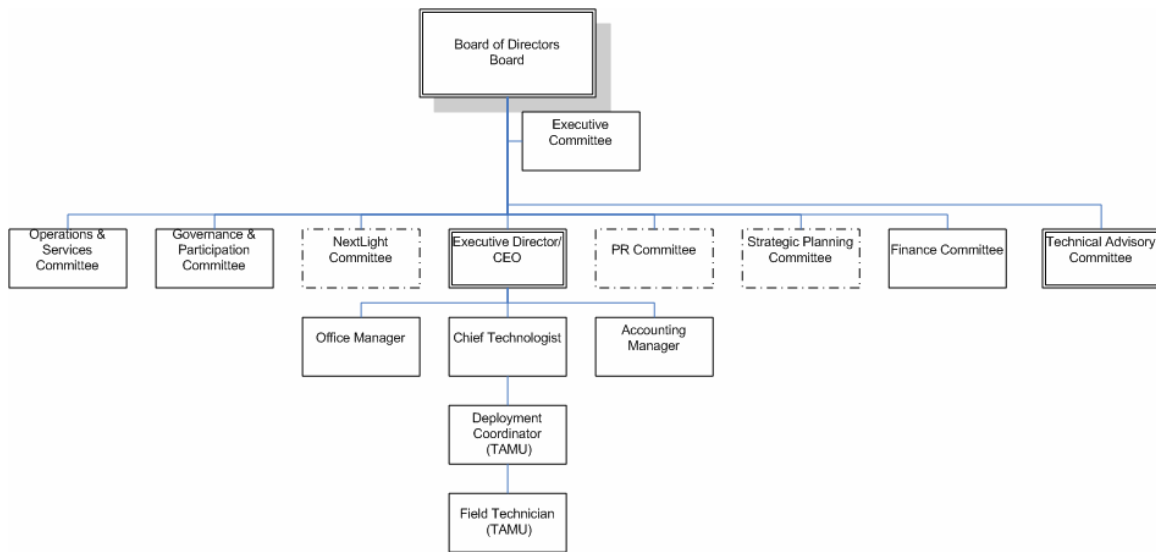 Board of Directors
Board
Executive
Committee
Operations &
Services
Committee
Governance &
Participation
Committee
NextLight
Committee
Executive Director/
CEO
PR Committee
Strategic Planning
Committee
Finance Committee
Technical Advisory
Committee
Office Manager
Chief Technologist
Accounting
Manager
Deployment
Coordinator
(TAMU)
Field Technician
(TAMU)